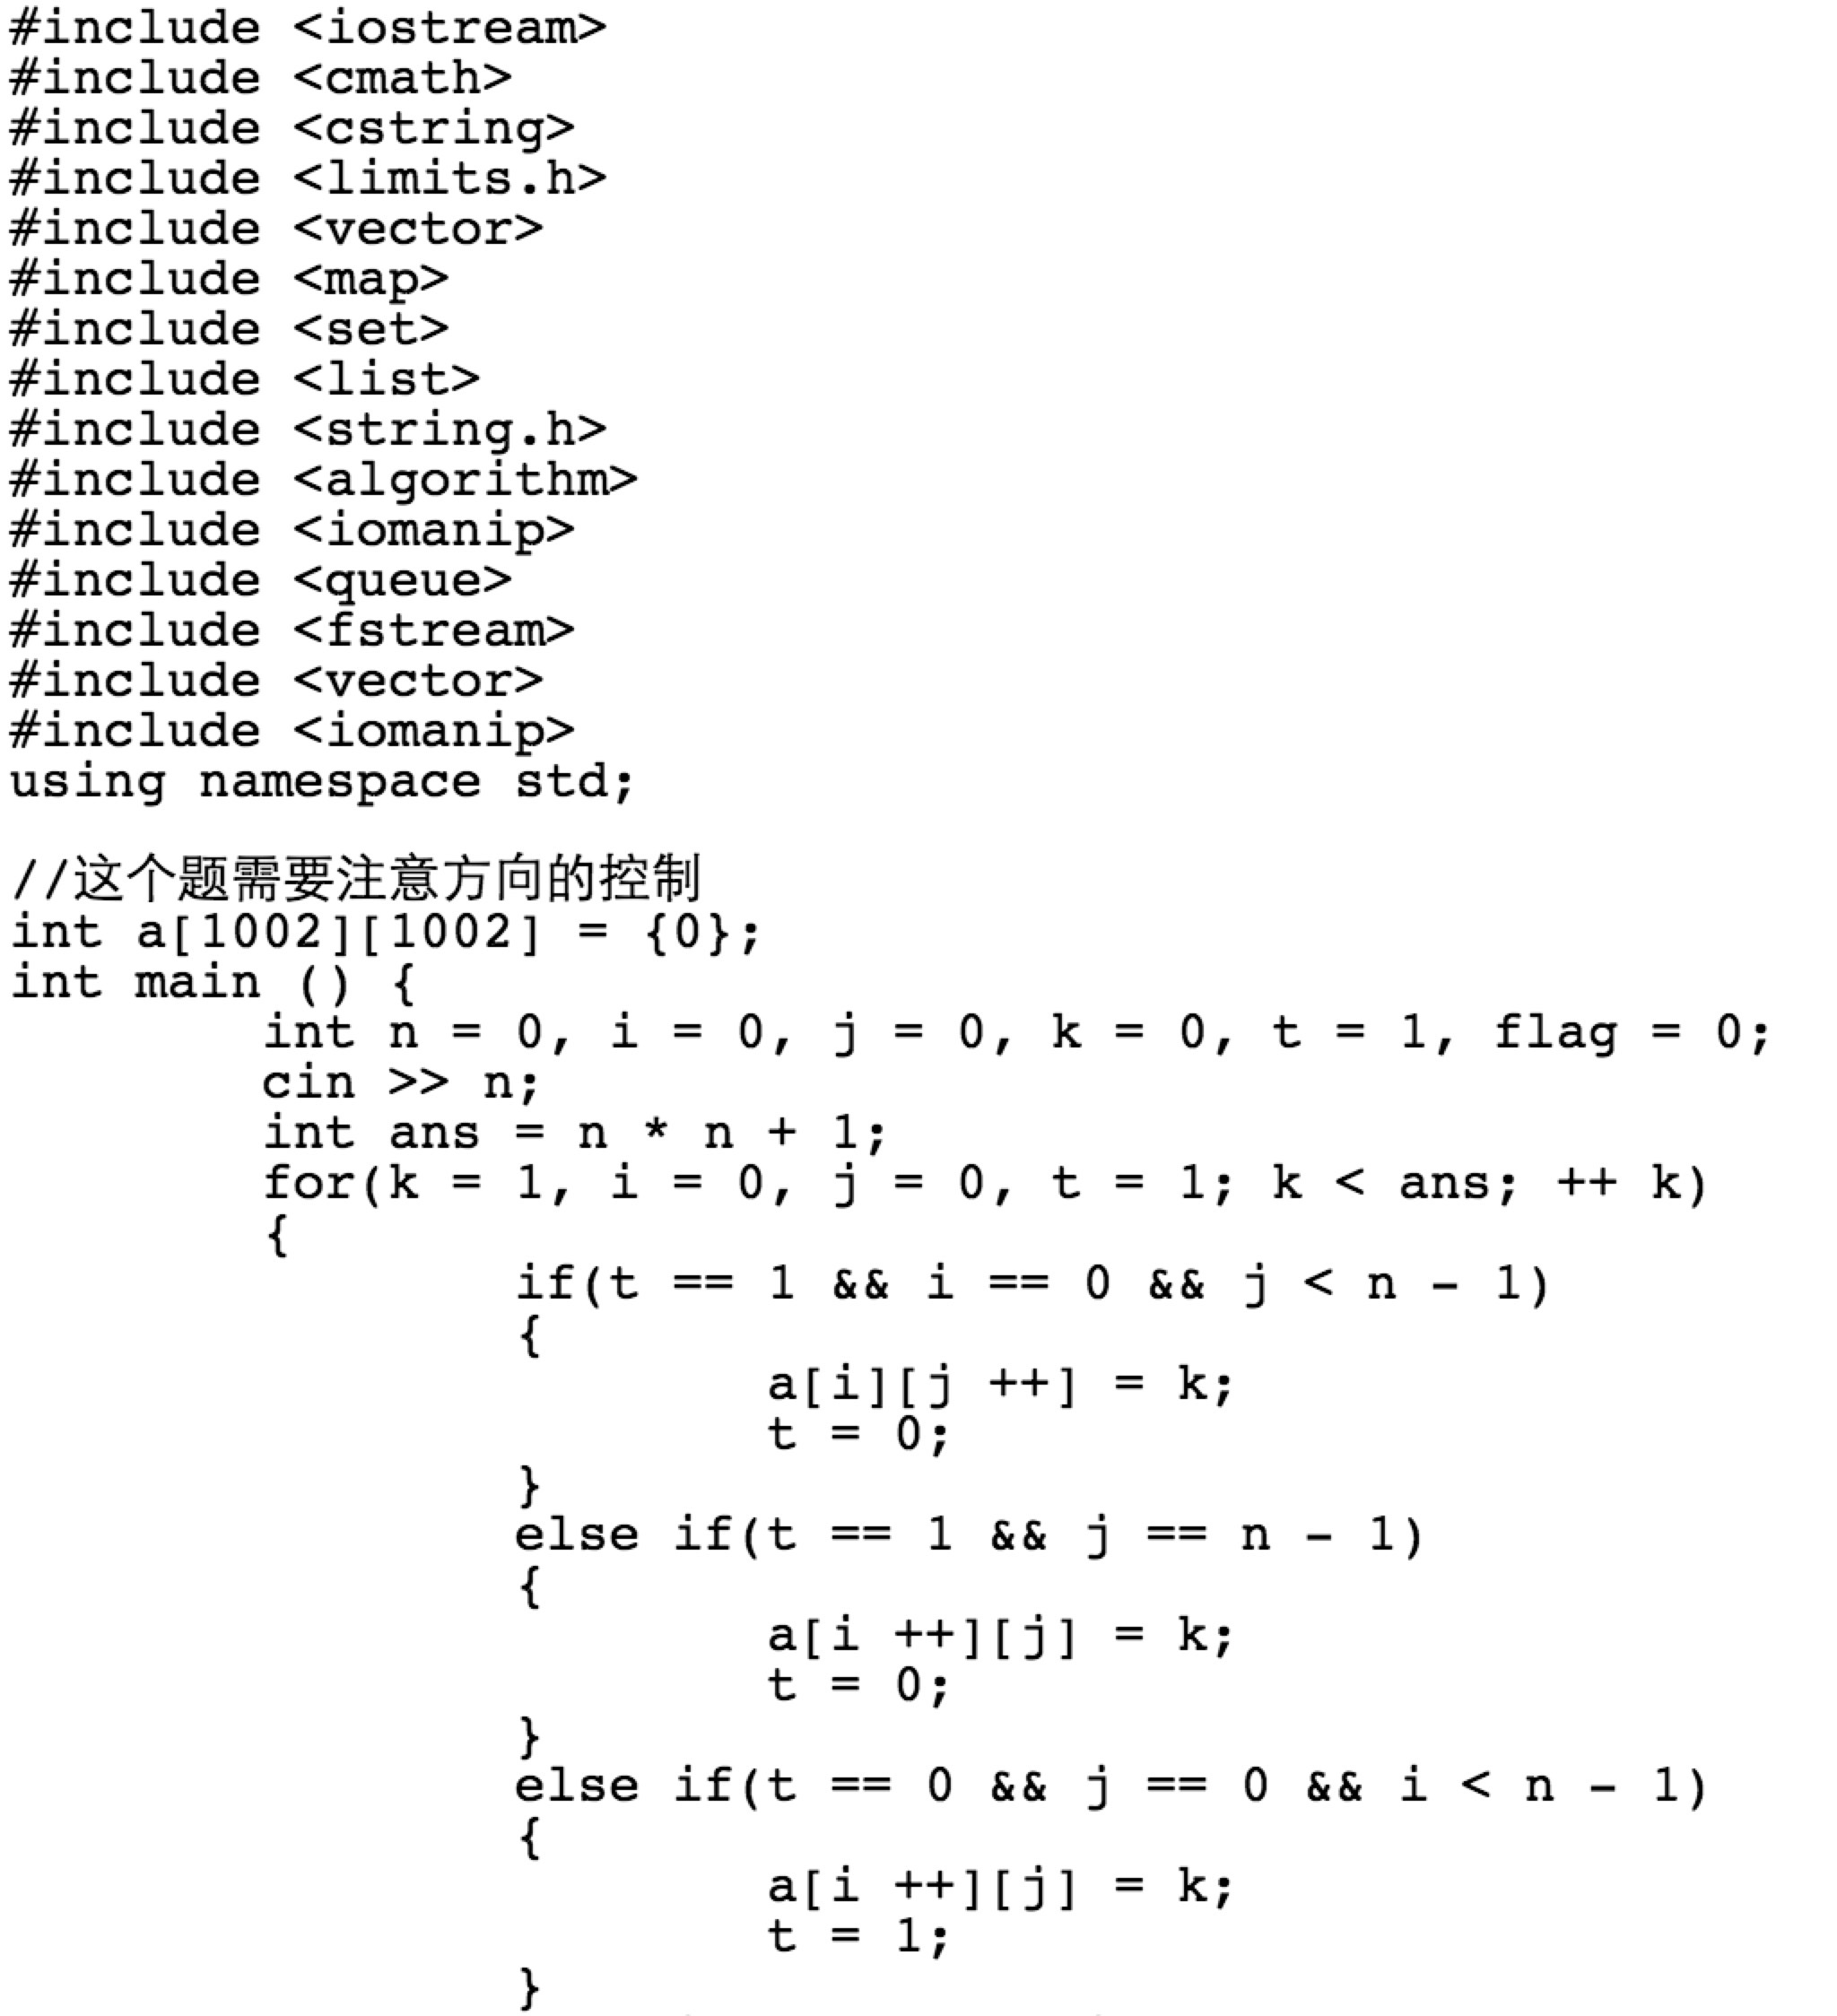 #include <iostream>
#include <cmath>
#include <cstring>
#include <limits.h>
#include <vector>
#include <map>
#include <set>
#include <list>
#include <string.h>
#include <algorithm>
#include <iomanip>
#include <queue>
#include <fstream>
#include <vector>
#include <iomanip>
using namespace std;

//这个题需要注意方向的控制
int a[1002][1002] = {0};
int main () {
        int n = 0, i = 0, j = 0, k = 0, t = 1, flag = 0;
        cin >> n;
        int ans = n * n + 1;
        for(k = 1, i = 0, j = 0, t = 1; k < ans; ++ k)
        {
                if(t == 1 && i == 0 && j < n - 1)
                {
                        a[i][j ++] = k;
                        t = 0;
                }
                else if(t == 1 && j == n - 1)
                {
                        a[i ++][j] = k;
                        t = 0;
                }
                else if(t == 0 && j == 0 && i < n - 1)
                {
                        a[i ++][j] = k;
                        t = 1;
                }